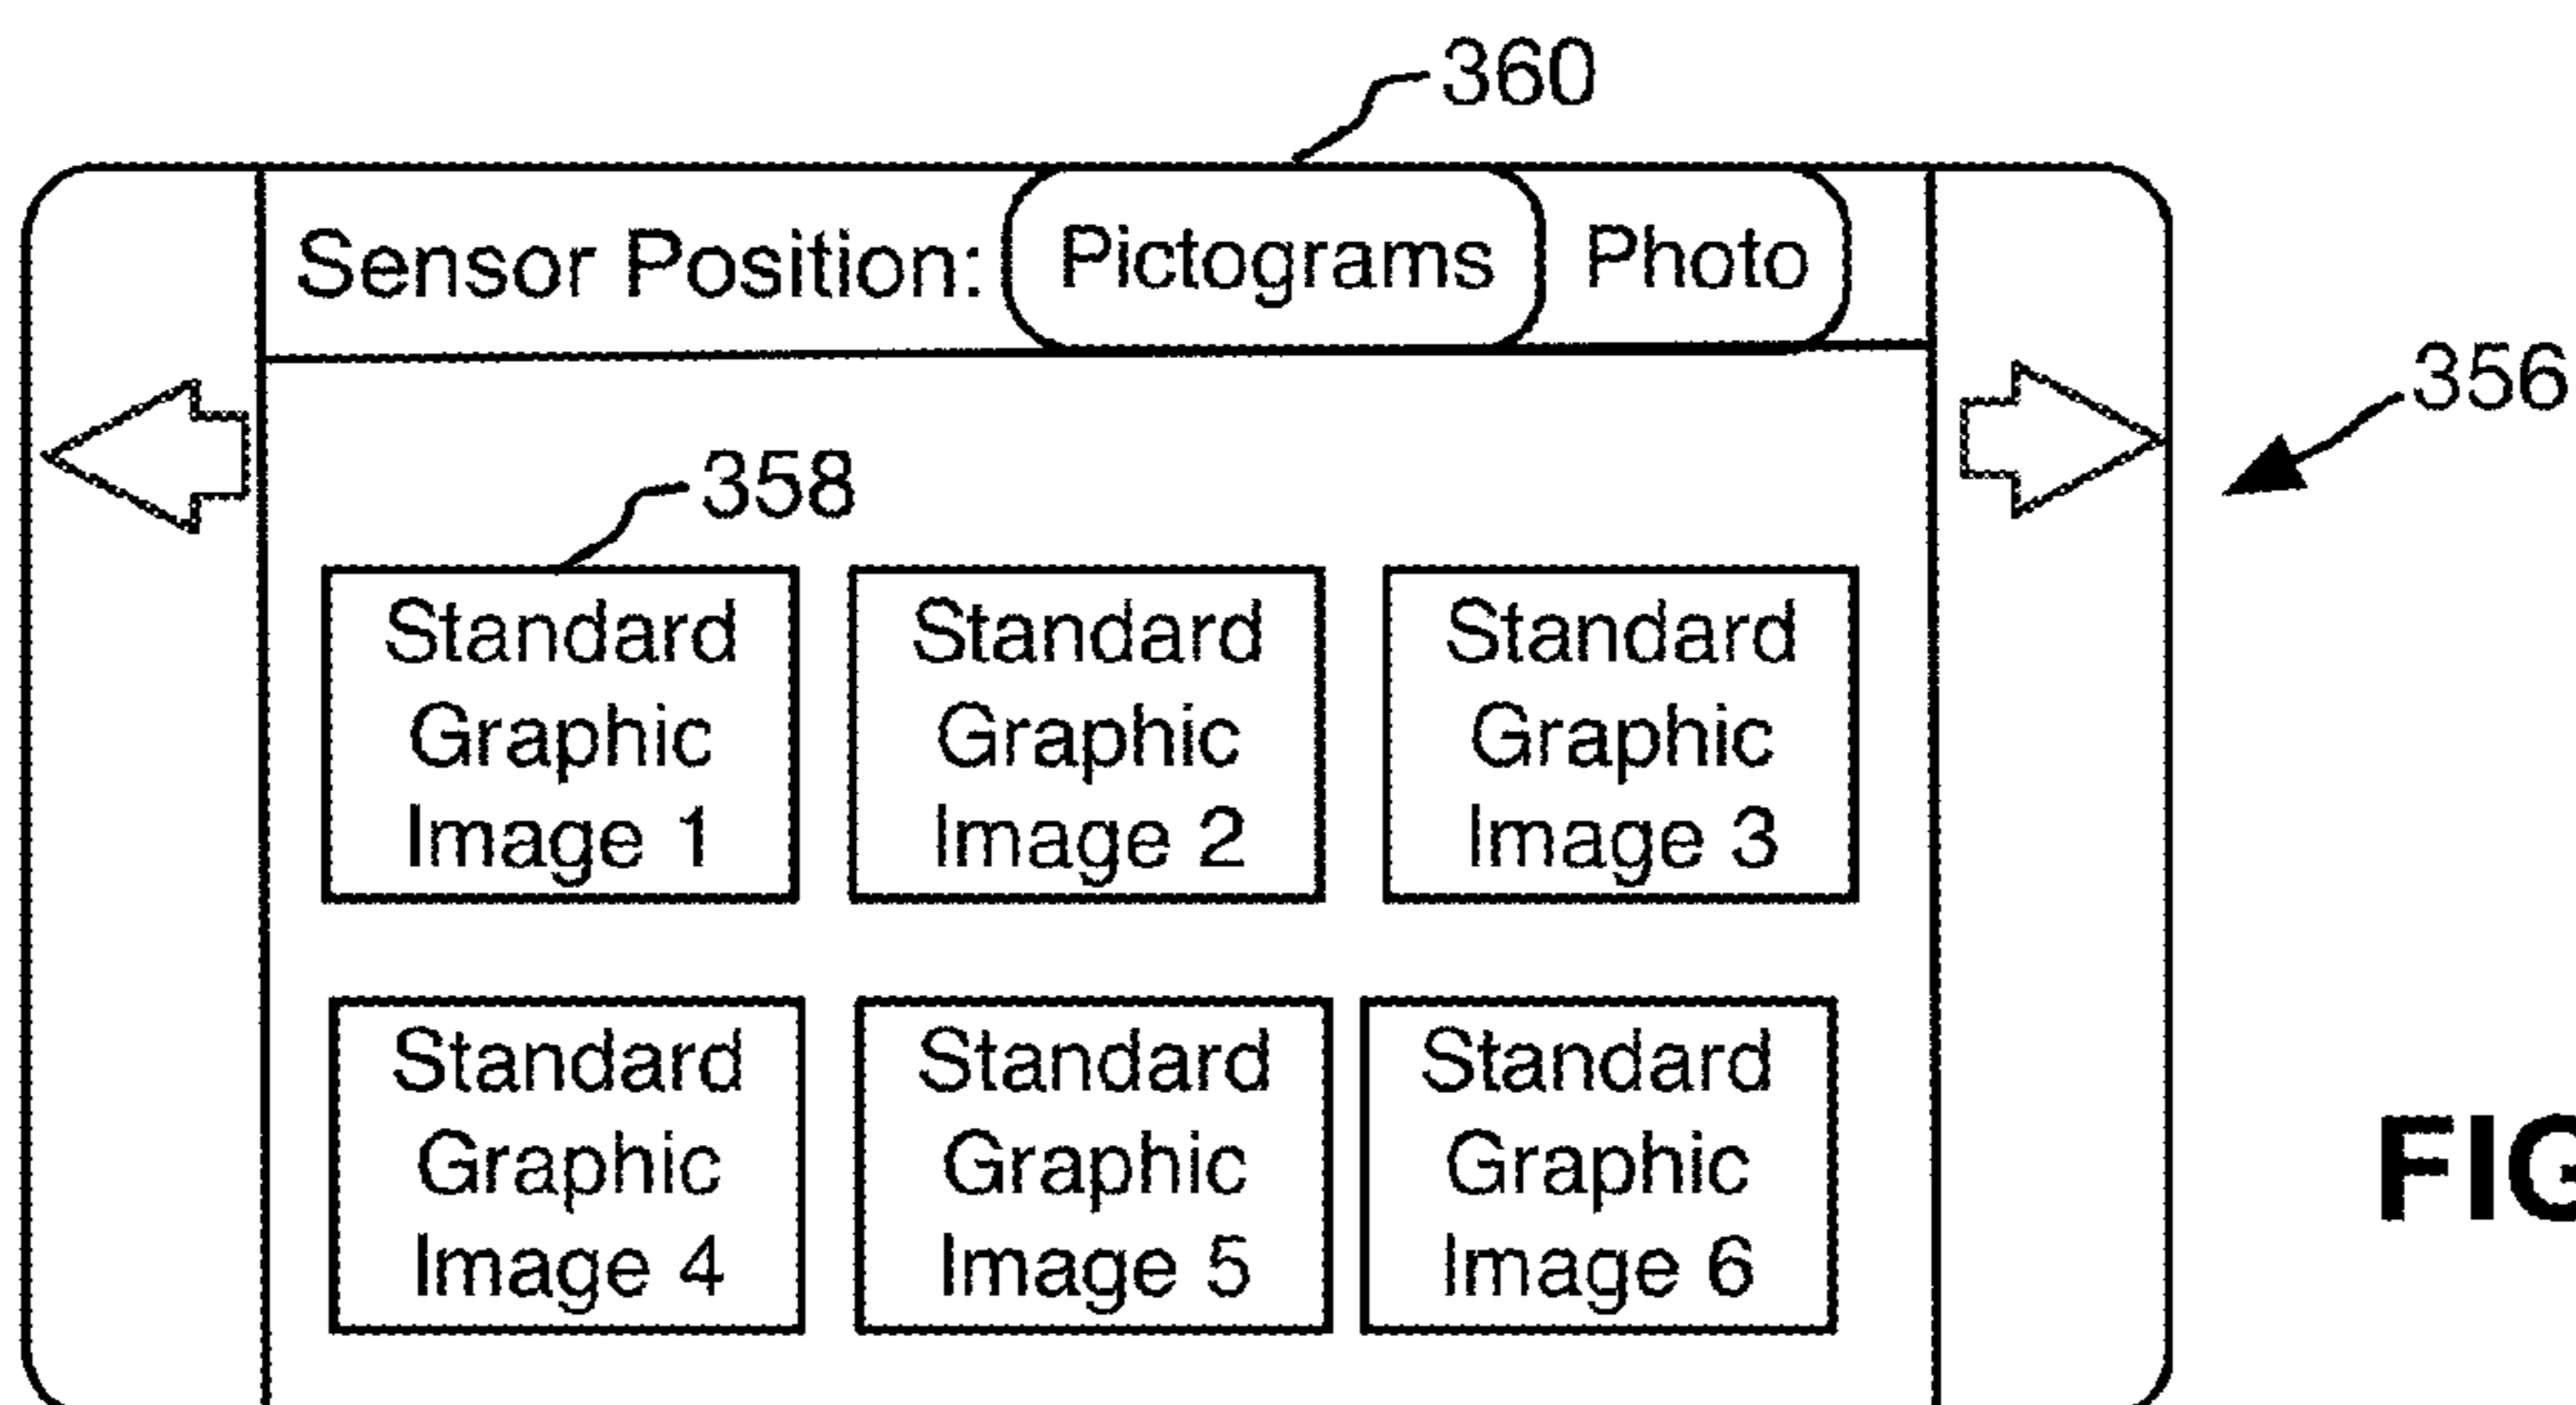 360
Sensor Position: Pictograms Photo
356
358
Standard
Graphic
Image 1
Standard
Graphic
Image 2
Standard
Graphic
Image 3
Standard
Graphic
Image 4
Standard
Graphic
Image 5
Standard
Graphic
Image 6
FIG